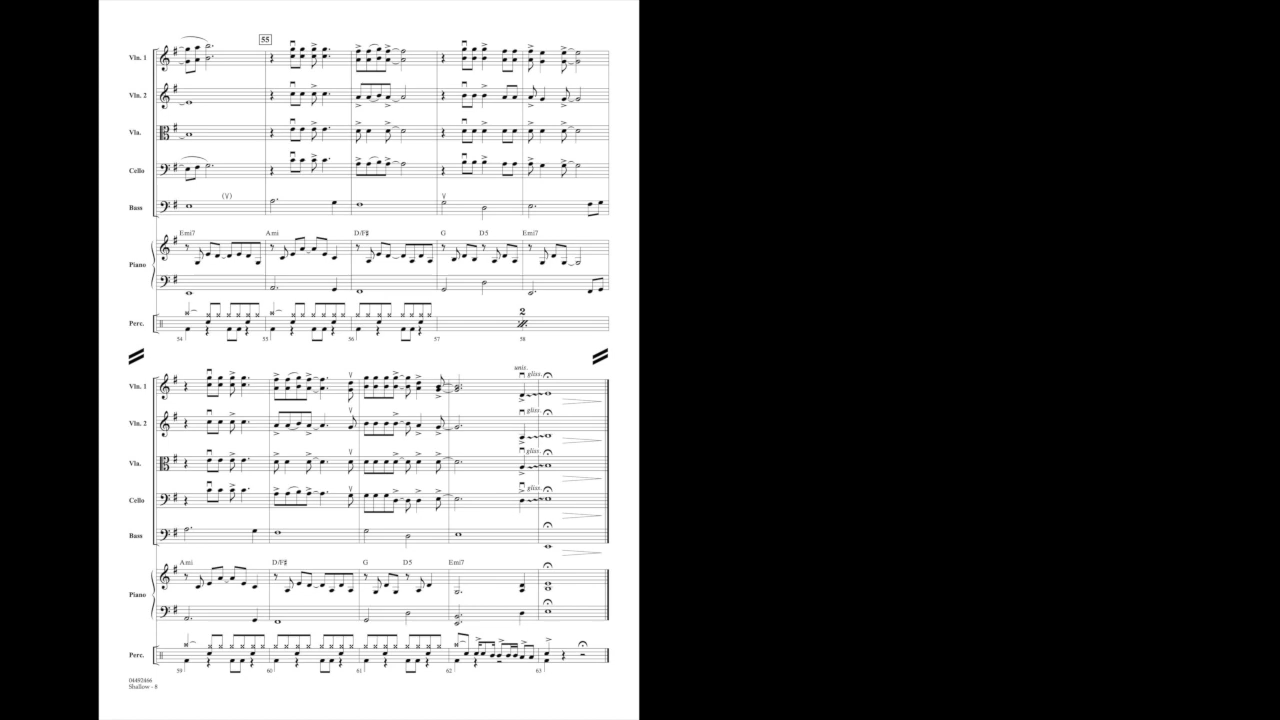 55
Vln. 1
Vln. 2
Vla.
Cello
(V)
Bass
V
Emi7 Ami D/F# G D5 Emi7
Piano
2
Perc.
54 55 56 57 58
unis.
gliss.
Vln. 1
gliss.
Vln. 2
gliss.
Vla.
gliss.
Cello
Bass
Ami D/F# G D5 Emi7
Piano
Perc.
59 60 61 62 63
04492466
Shallow - 8